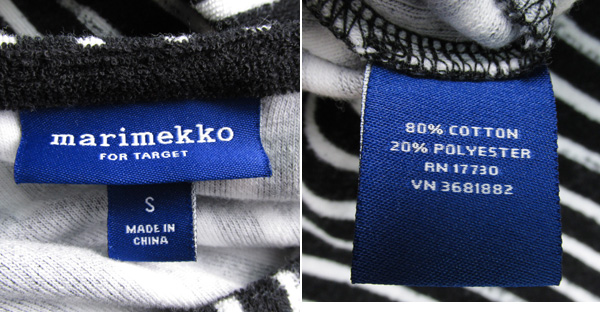 marimekko
FOR TARGET
S
MADE IN
CHINA
80% COTTON
20% POLYESTER
RN 17730
VN 3681882